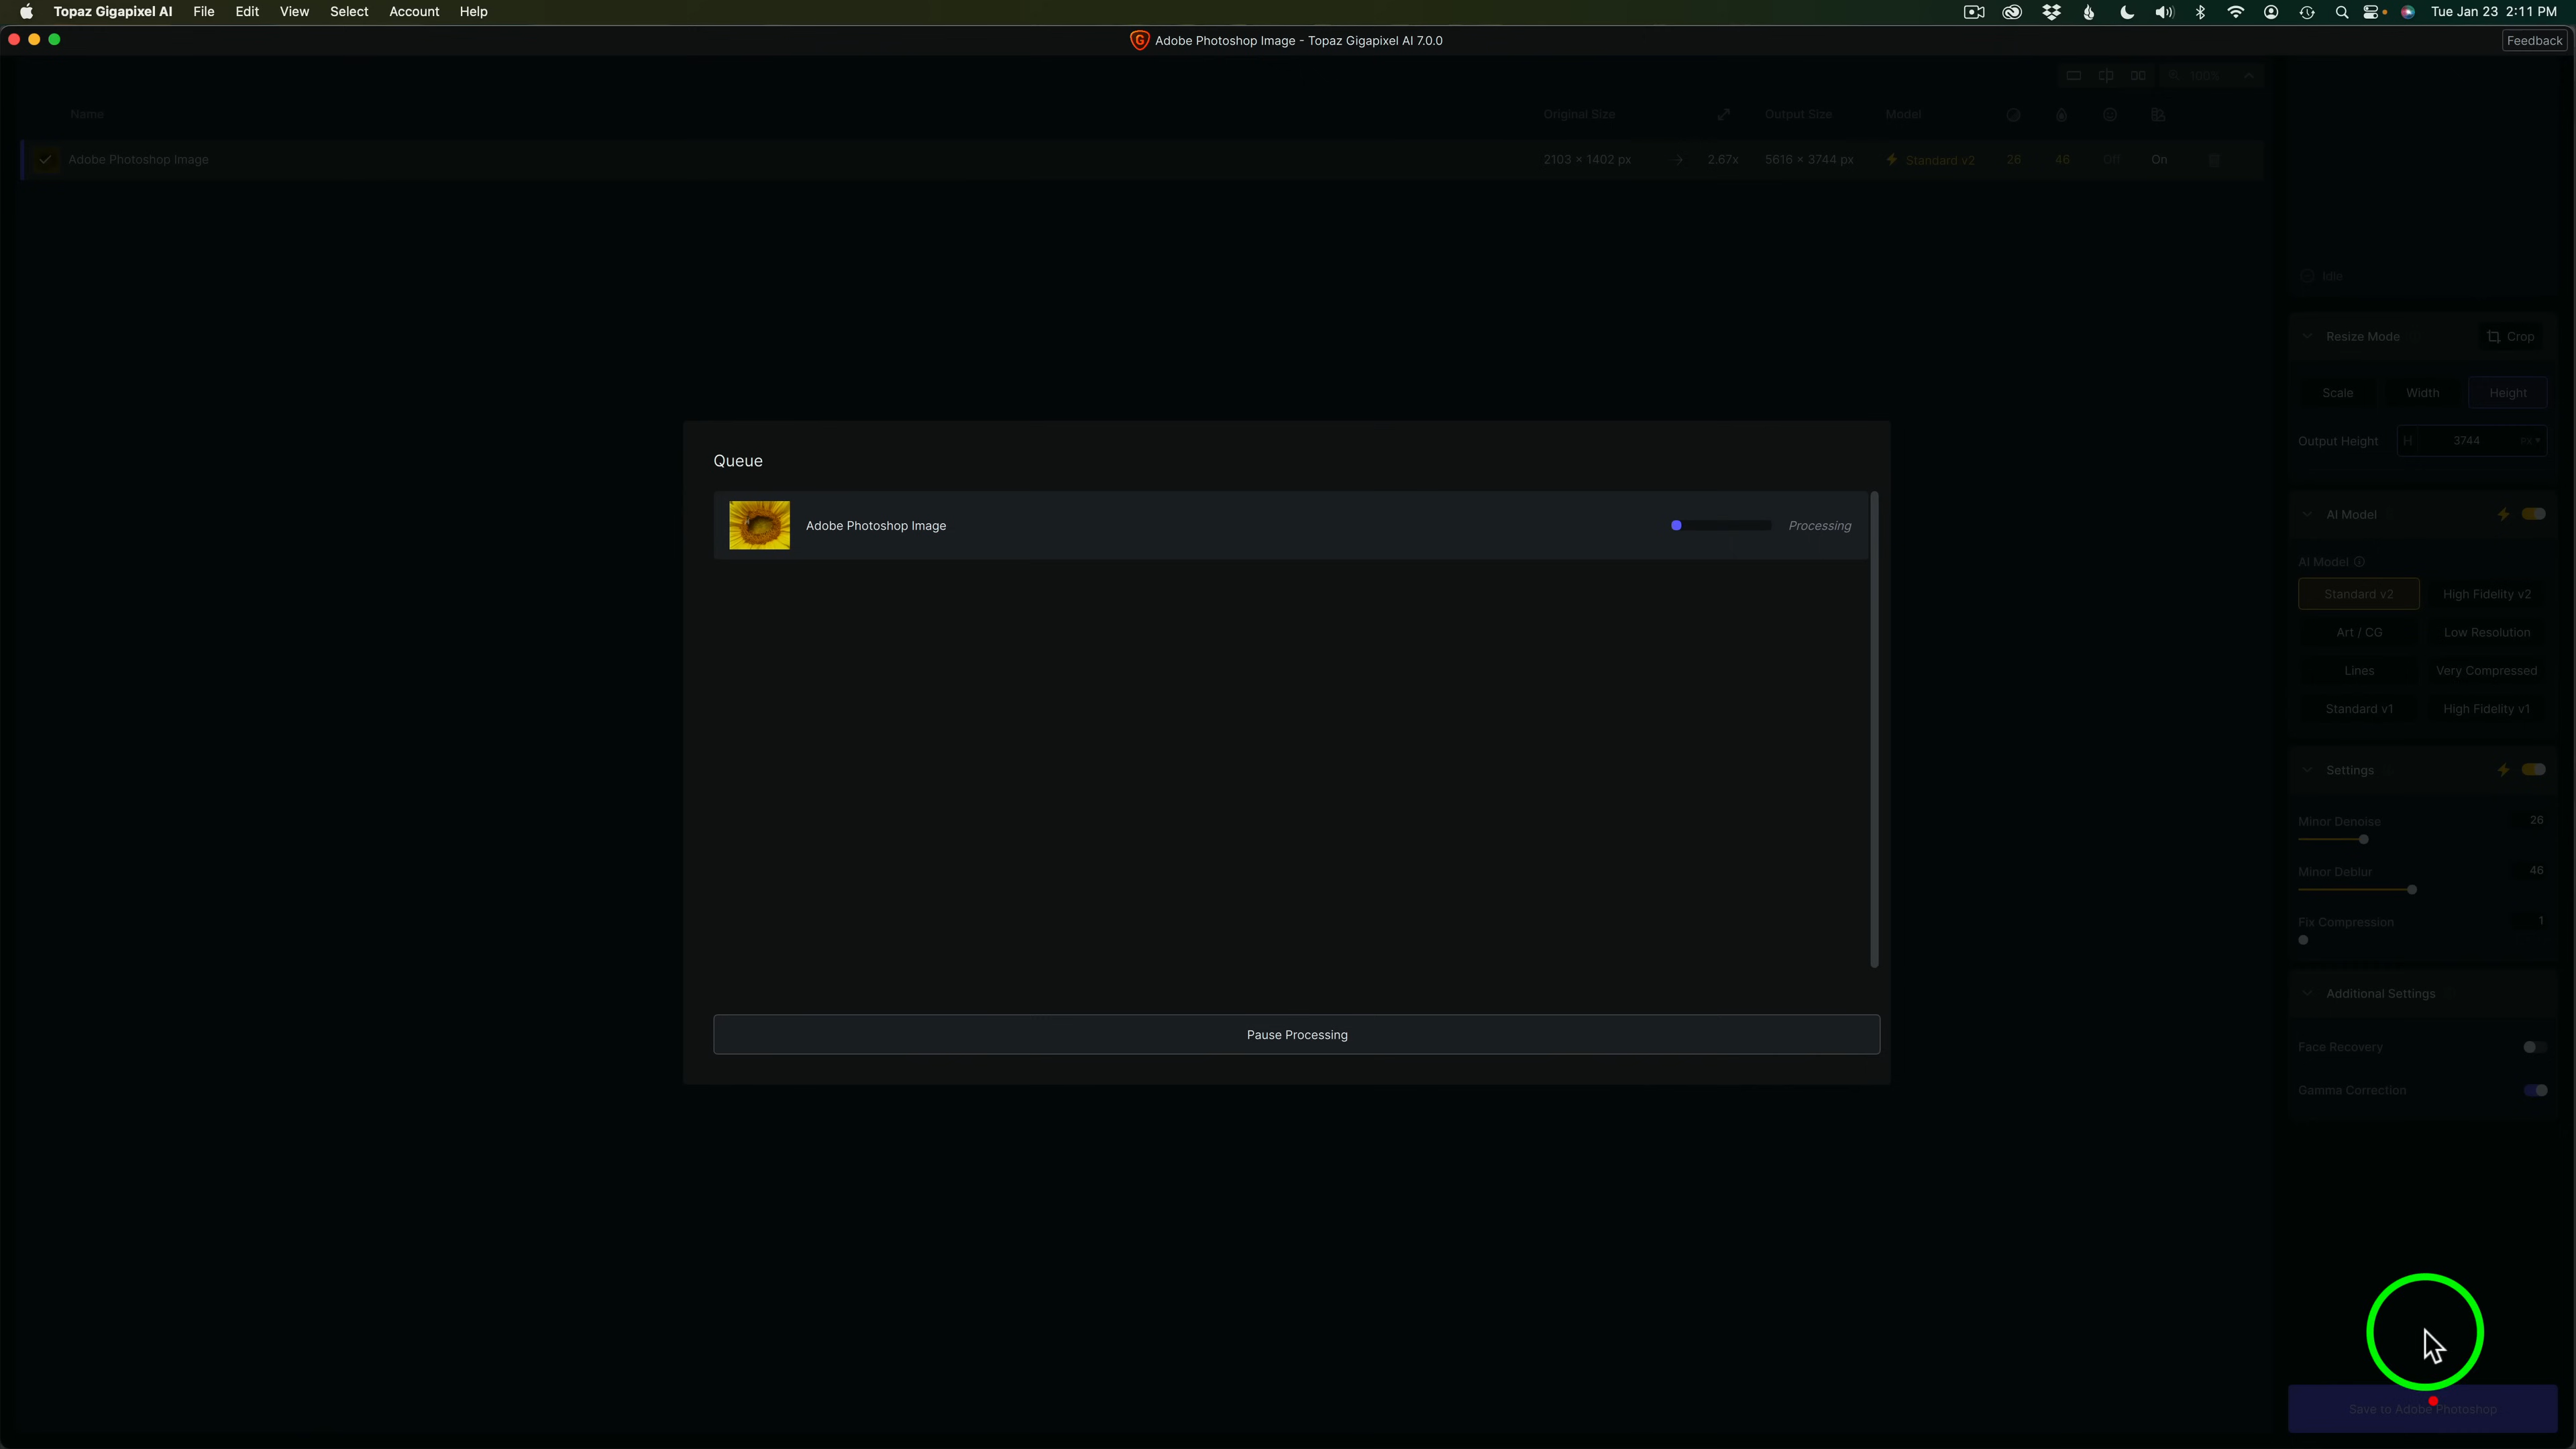 Topaz Gigapixel AI File Edit View Select Account Help Tue Jan 23 2:11 PM
Adobe Photoshop Image - Topaz Gigapixel AI 7.0.0 Feedback
100%
Name Original Size Output Size Model
Adobe Photoshop Image 2103 × 1402 px → 2.67x 5616 × 3744 px Standard v2 26 46 Off On
Idle
Resize Mode Crop
Scale Width Height
Output Height H 3744 px
AI Model
AI Model
Standard v2 High Fidelity v2
Art / CG Low Resolution
Lines Very Compressed
Standard v1 High Fidelity v1
Settings
Minor Denoise 26
Minor Deblur 46
Fix Compression 1
Additional Settings
Face Recovery
Gamma Correction
Save to Adobe Photoshop
Queue
Adobe Photoshop Image Processing
Pause Processing